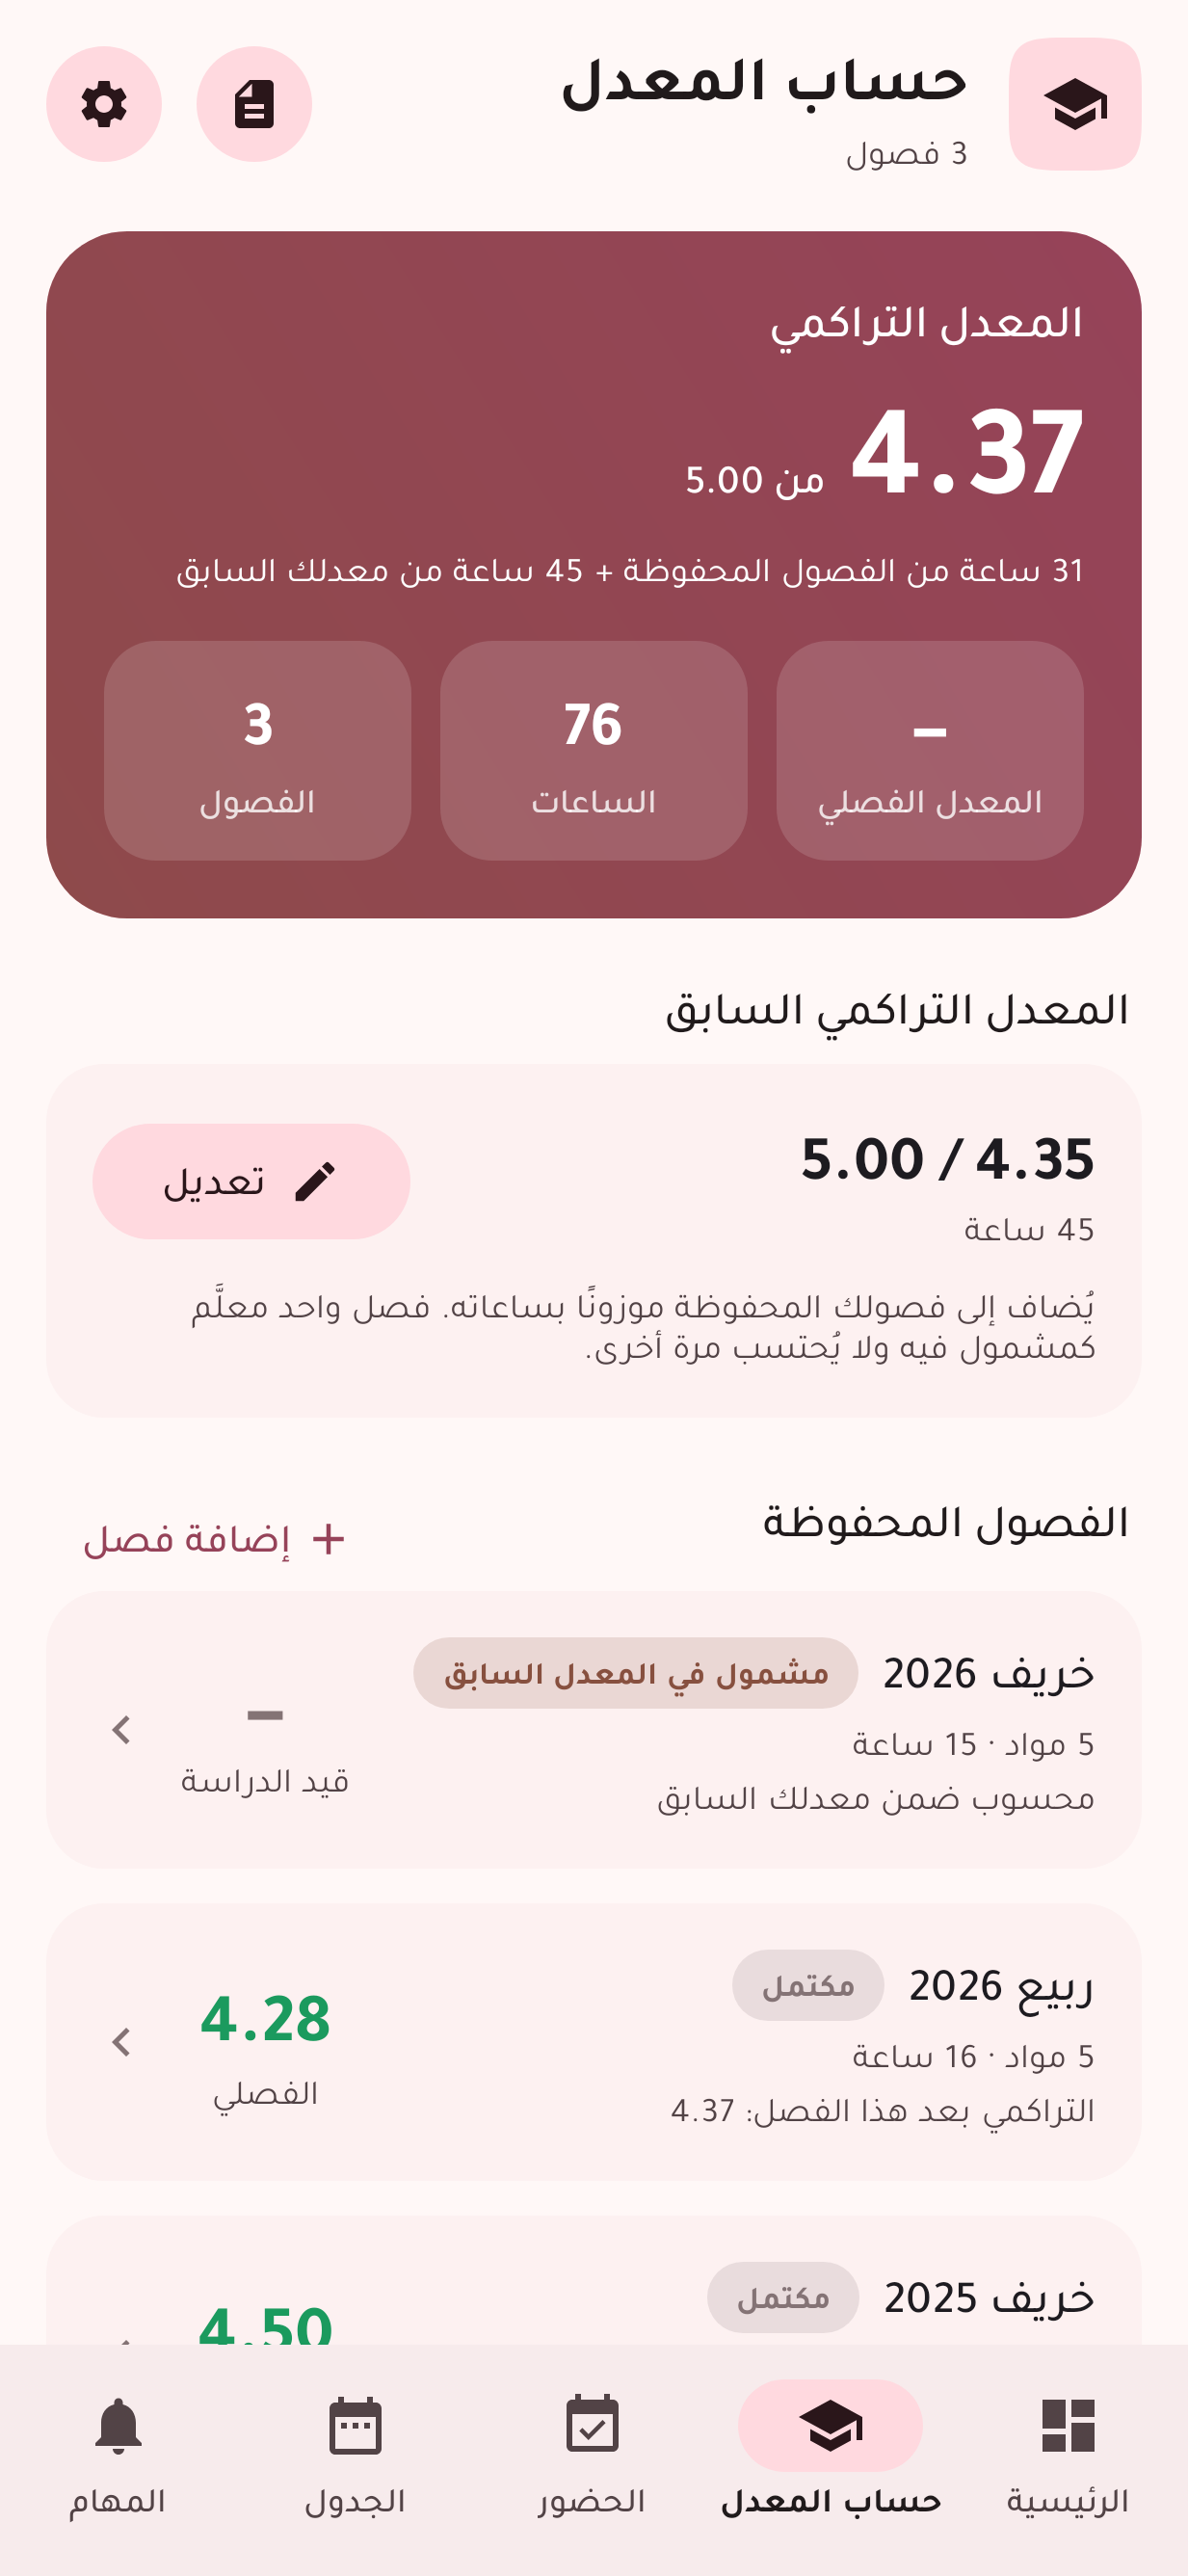 حساب المعدل
3 فصول
المعدل التراكمي
4.37 من 5.00
31 ساعة من الفصول المحفوظة + 45 ساعة من معدلك السابق
–
المعدل الفصلي
76
الساعات
3
الفصول
المعدل التراكمي السابق
4.35 / 5.00
45 ساعة
تعديل
يُضاف إلى فصولك المحفوظة موزونًا بساعاته. فصل واحد معلَّم
كمشمول فيه ولا يُحتسب مرة أخرى.
الفصول المحفوظة
+ إضافة فصل
خريف 2026 مشمول في المعدل السابق
5 مواد · 15 ساعة
محسوب ضمن معدلك السابق
–
قيد الدراسة
ربيع 2026 مكتمل
5 مواد · 16 ساعة
التراكمي بعد هذا الفصل: 4.37
4.28
الفصلي
خريف 2025 مكتمل
4.50
الرئيسية
حساب المعدل
الحضور
الجدول
المهام